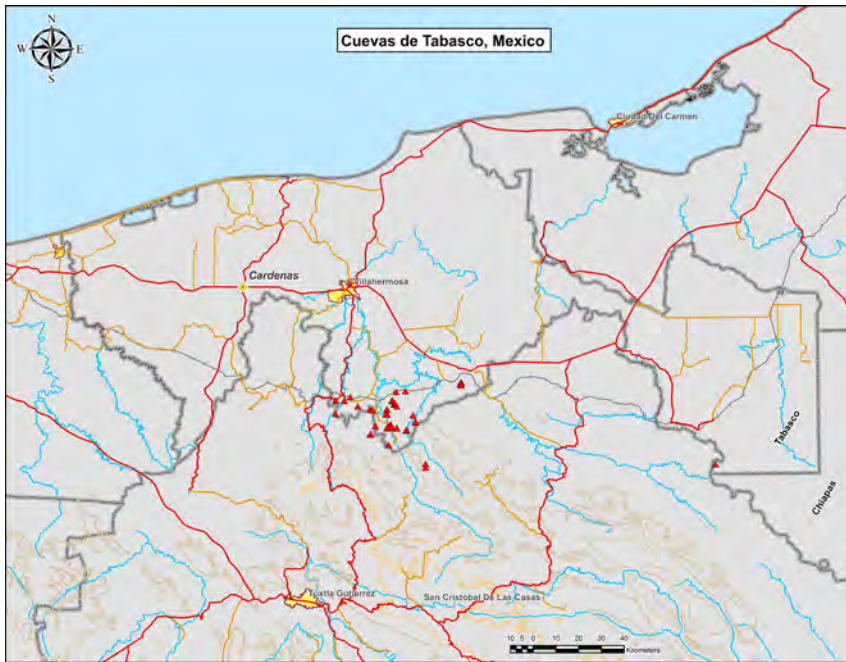 N
Cuevas de Tabasco, Mexico
W
E
S
Ciudad Del Carmen
Cardenas
Villahermosa
Tabasco
Chiapas
Tuxtla Gutierrez
San Cristobal De Las Casas
10 5 0 10 20 30 40
Kilometers